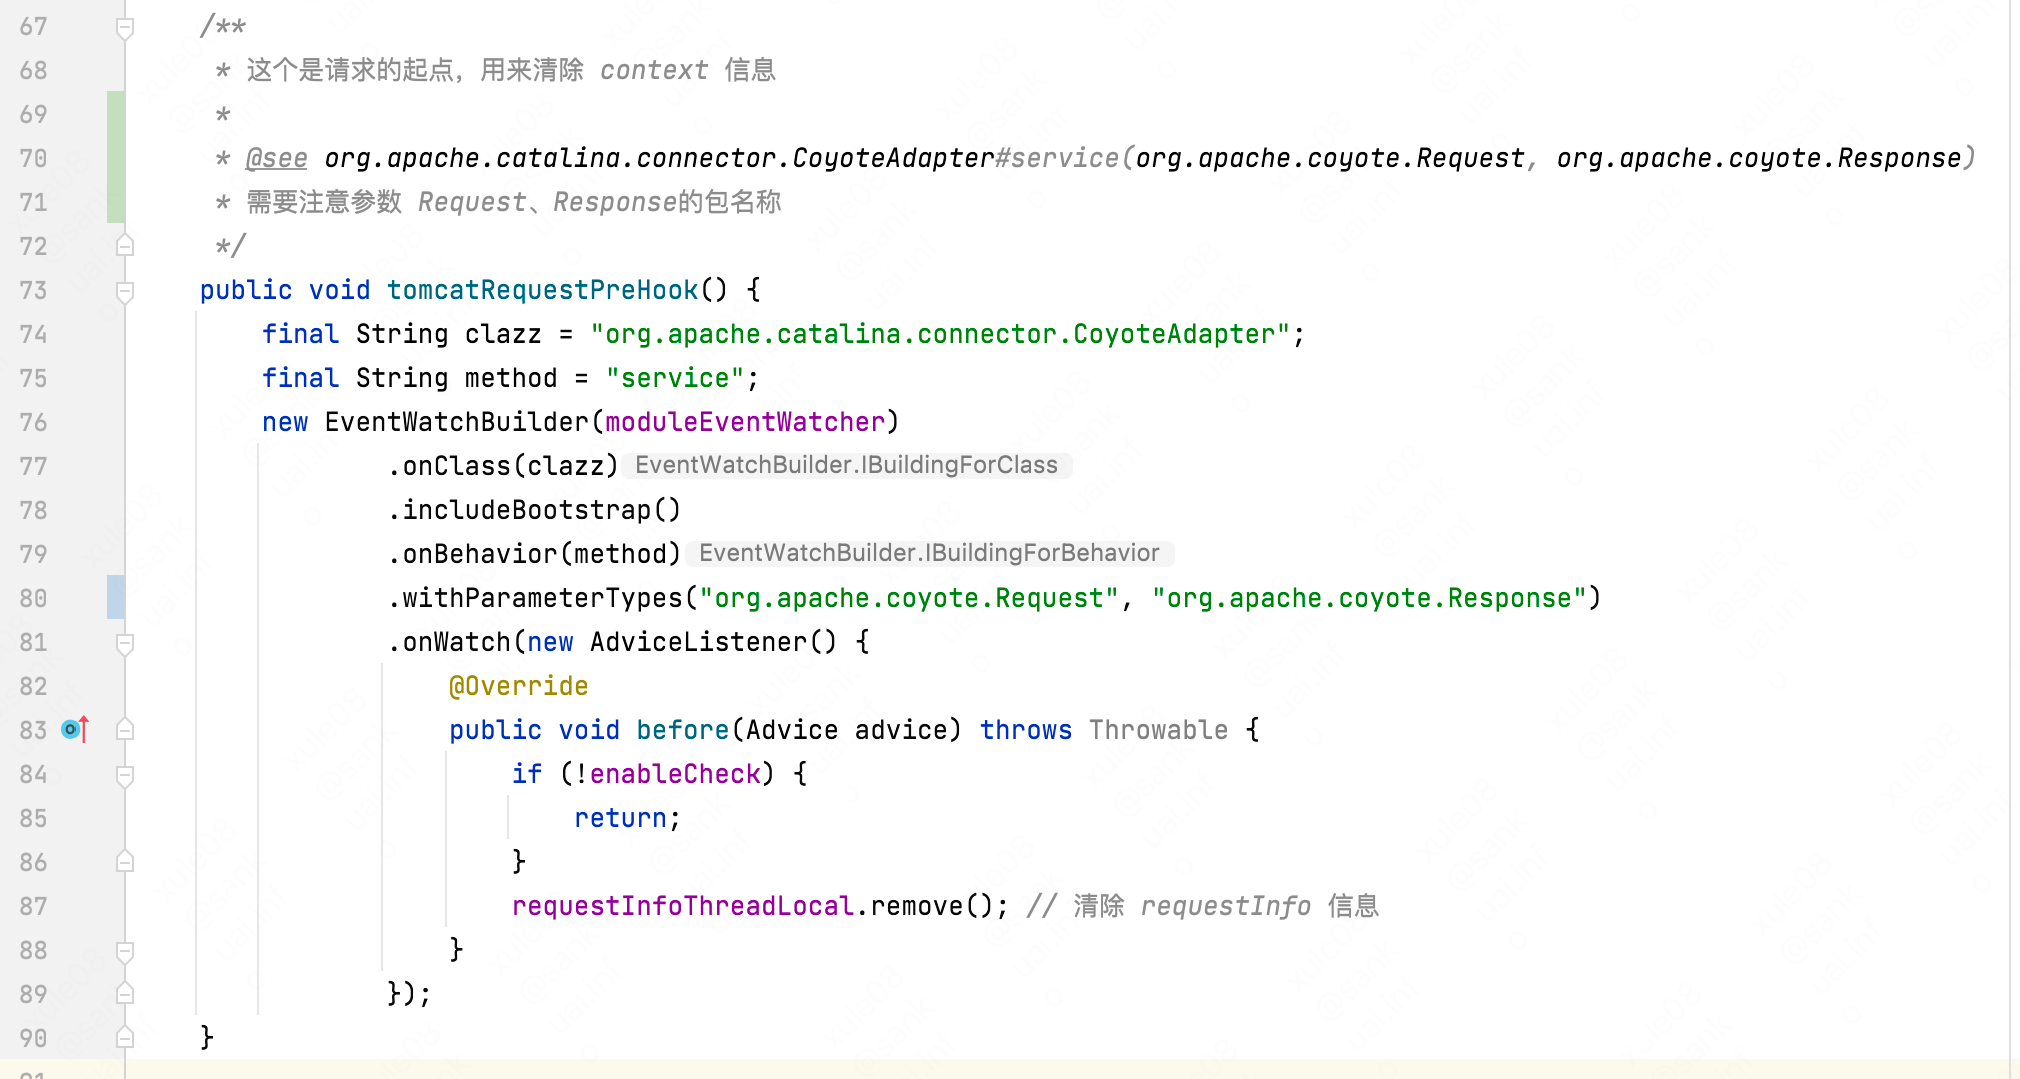 67 /**
68 * 这个是请求的起点，用来清除 context 信息
69 *
70 * @see org.apache.catalina.connector.CoyoteAdapter#service(org.apache.coyote.Request, org.apache.coyote.Response)
71 * 需要注意参数 Request、Response的包名称
72 */
73 public void tomcatRequestPreHook() {
74 final String clazz = "org.apache.catalina.connector.CoyoteAdapter";
75 final String method = "service";
76 new EventWatchBuilder(moduleEventWatcher)
77 .onClass(clazz) EventWatchBuilder.IBuildingForClass
78 .includeBootstrap()
79 .onBehavior(method) EventWatchBuilder.IBuildingForBehavior
80 .withParameterTypes("org.apache.coyote.Request", "org.apache.coyote.Response")
81 .onWatch(new AdviceListener() {
82 @Override
83 public void before(Advice advice) throws Throwable {
84 if (!enableCheck) {
85 return;
86 }
87 requestInfoThreadLocal.remove(); // 清除 requestInfo 信息
88 }
89 });
90 }